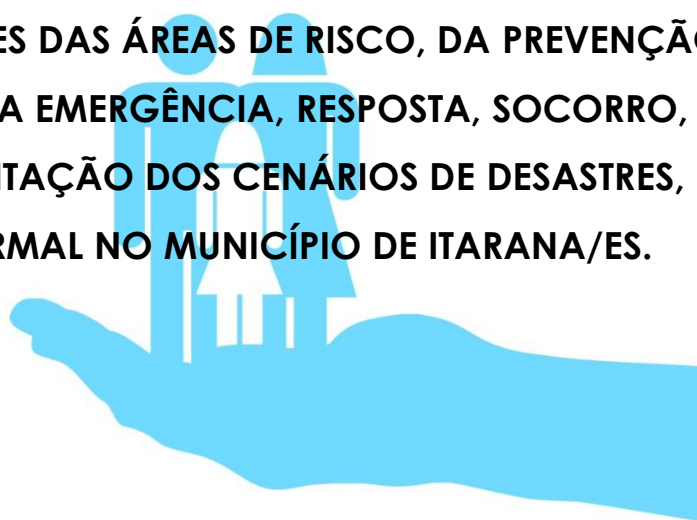 ES DAS ÁREAS DE RISCO, DA PREVENÇÃO
A EMERGÊNCIA, RESPOSTA, SOCORRO,
ITAÇÃO DOS CENÁRIOS DE DESASTRES,
RMAL NO MUNICÍPIO DE ITARANA/ES.